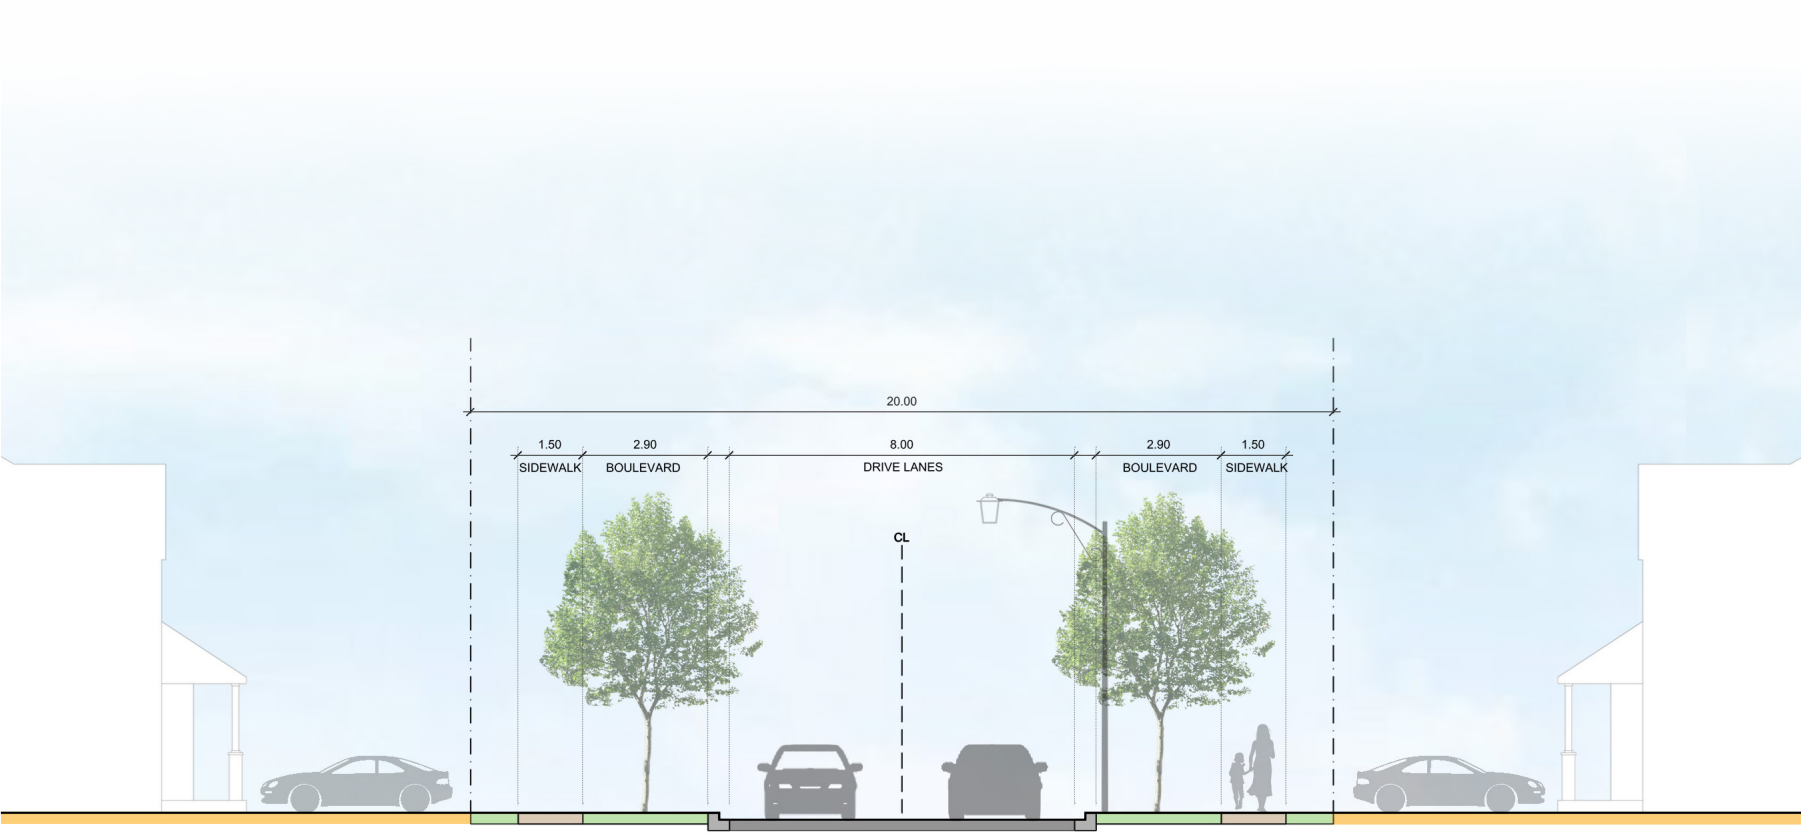 20.00
1.50 2.90 8.00 2.90 1.50
SIDEWALK BOULEVARD DRIVE LANES BOULEVARD SIDEWALK
CL